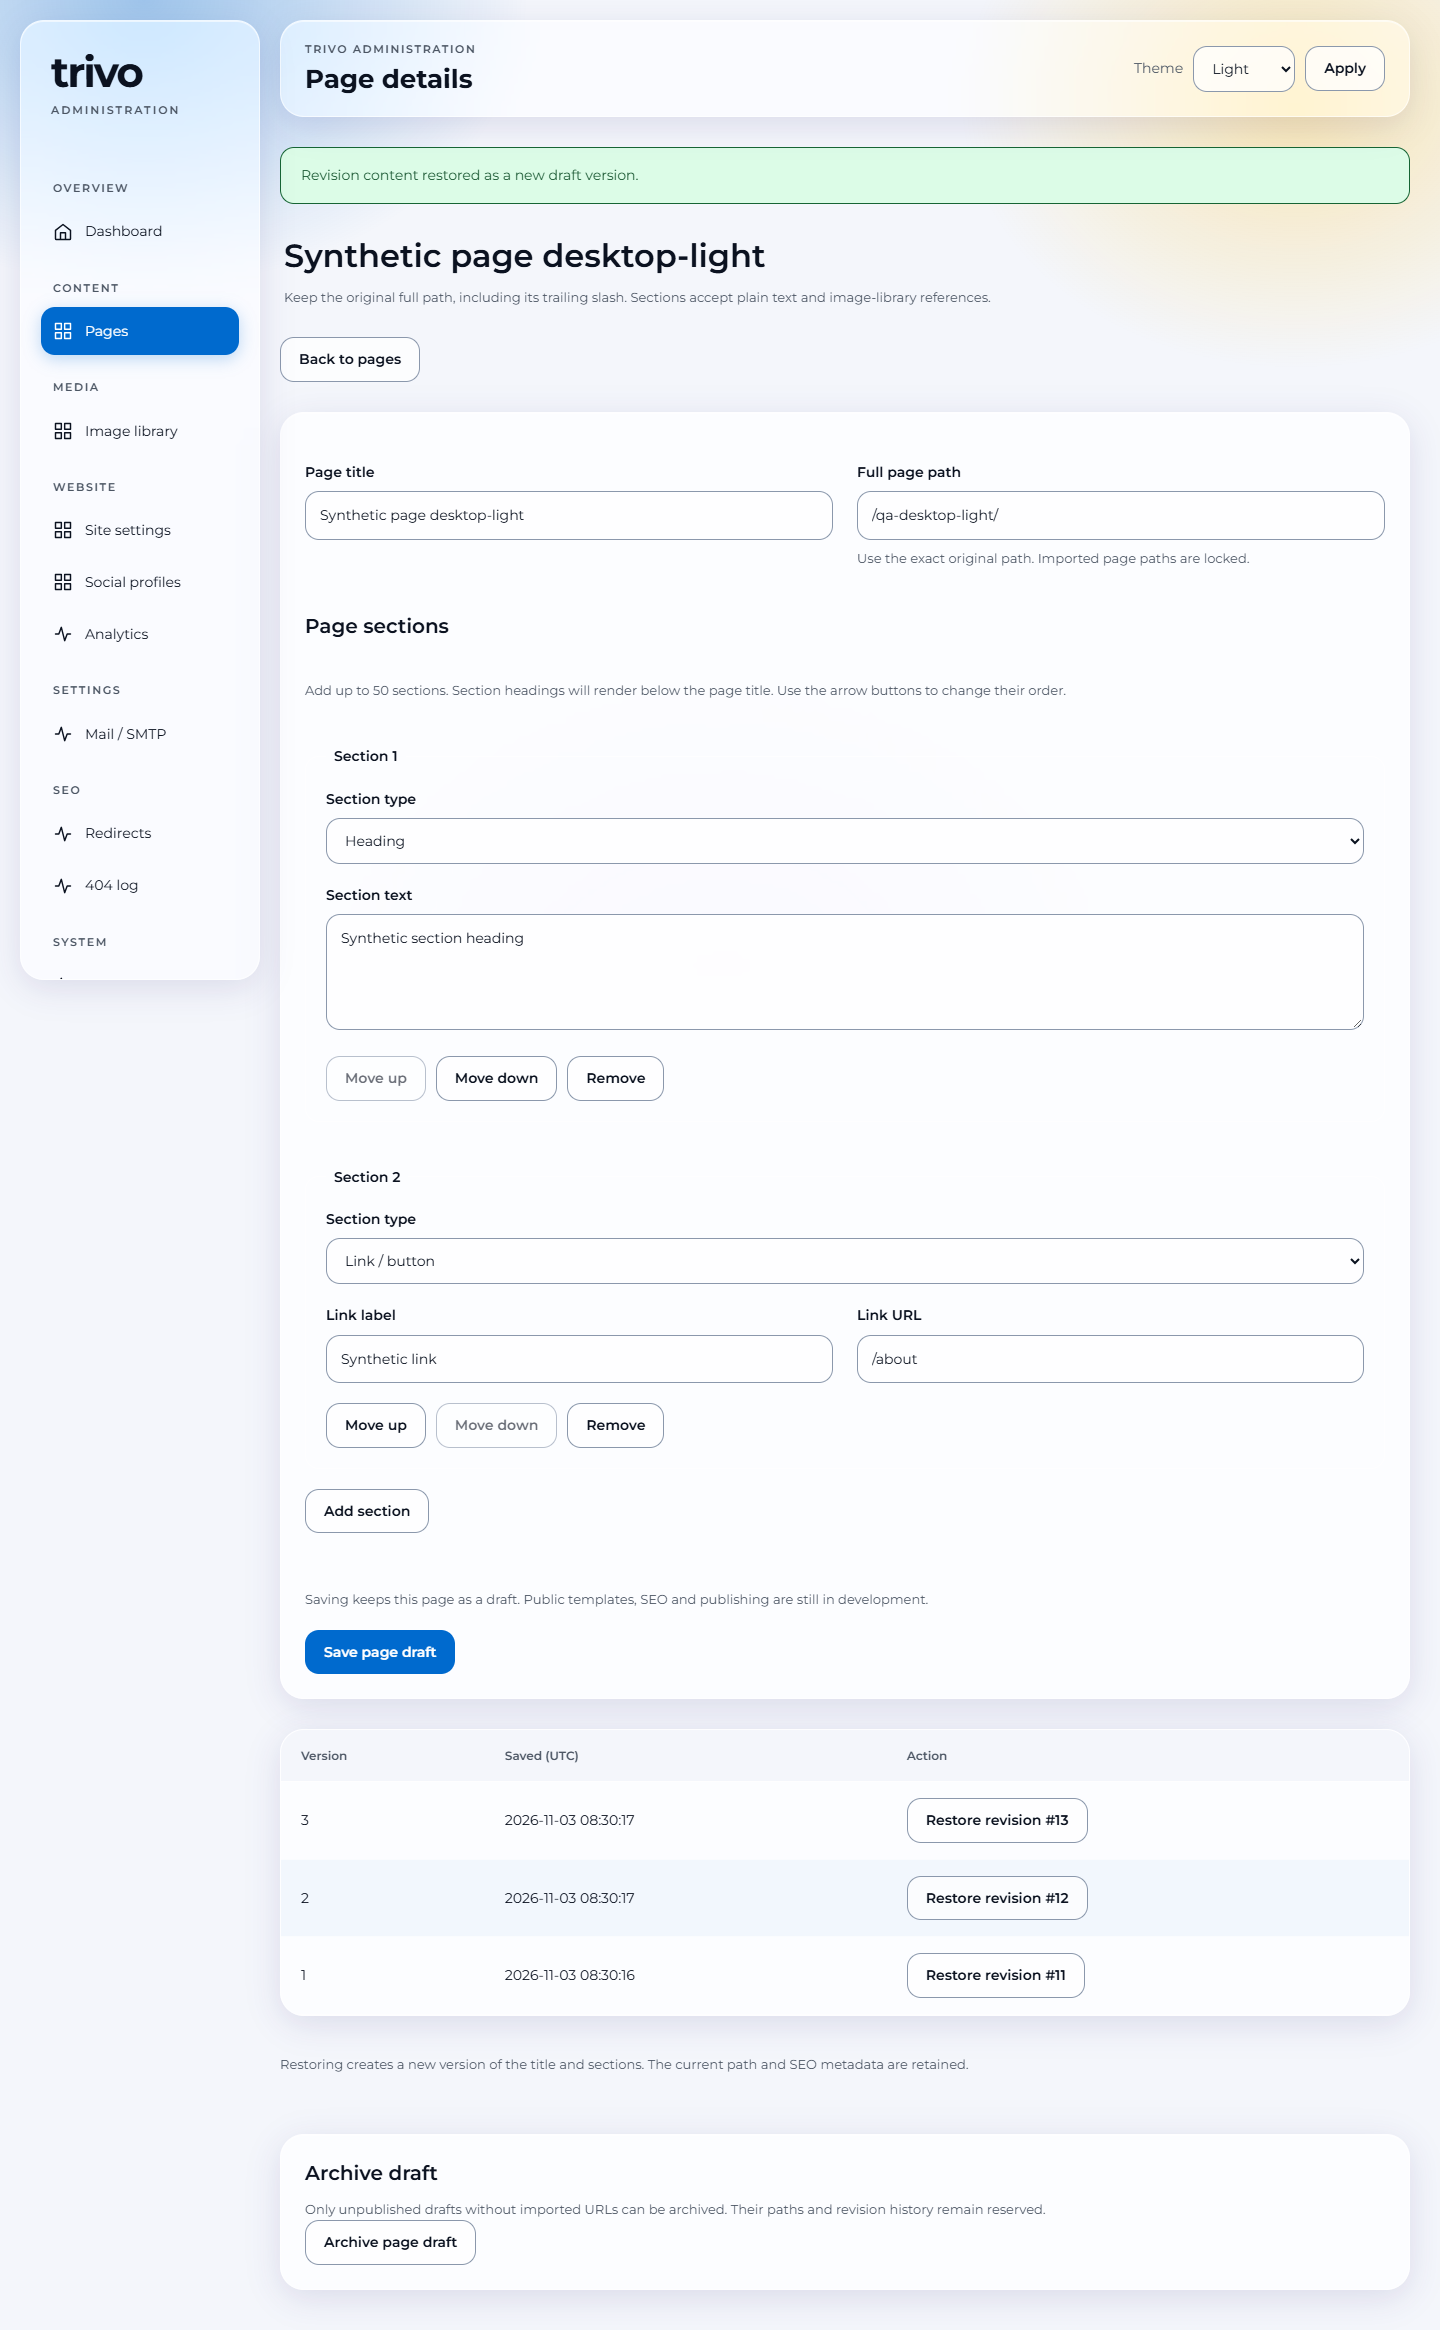 trivo
ADMINISTRATION
OVERVIEW
Dashboard
CONTENT
Pages
MEDIA
Image library
WEBSITE
Site settings
Social profiles
Analytics
SETTINGS
Mail / SMTP
SEO
Redirects
404 log
SYSTEM
TRIVO ADMINISTRATION
Page details
Theme
Light
Apply
Revision content restored as a new draft version.
Synthetic page desktop-light
Keep the original full path, including its trailing slash. Sections accept plain text and image-library references.
Back to pages
Page title
Synthetic page desktop-light
Full page path
/qa-desktop-light/
Use the exact original path. Imported page paths are locked.
Page sections
Add up to 50 sections. Section headings will render below the page title. Use the arrow buttons to change their order.
Section 1
Section type
Heading
Section text
Synthetic section heading
Move up
Move down
Remove
Section 2
Section type
Link / button
Link label
Synthetic link
Link URL
/about
Move up
Move down
Remove
Add section
Saving keeps this page as a draft. Public templates, SEO and publishing are still in development.
Save page draft
Version Saved (UTC) Action
3 2026-11-03 08:30:17 Restore revision #13
2 2026-11-03 08:30:17 Restore revision #12
1 2026-11-03 08:30:16 Restore revision #11
Restoring creates a new version of the title and sections. The current path and SEO metadata are retained.
Archive draft
Only unpublished drafts without imported URLs can be archived. Their paths and revision history remain reserved.
Archive page draft